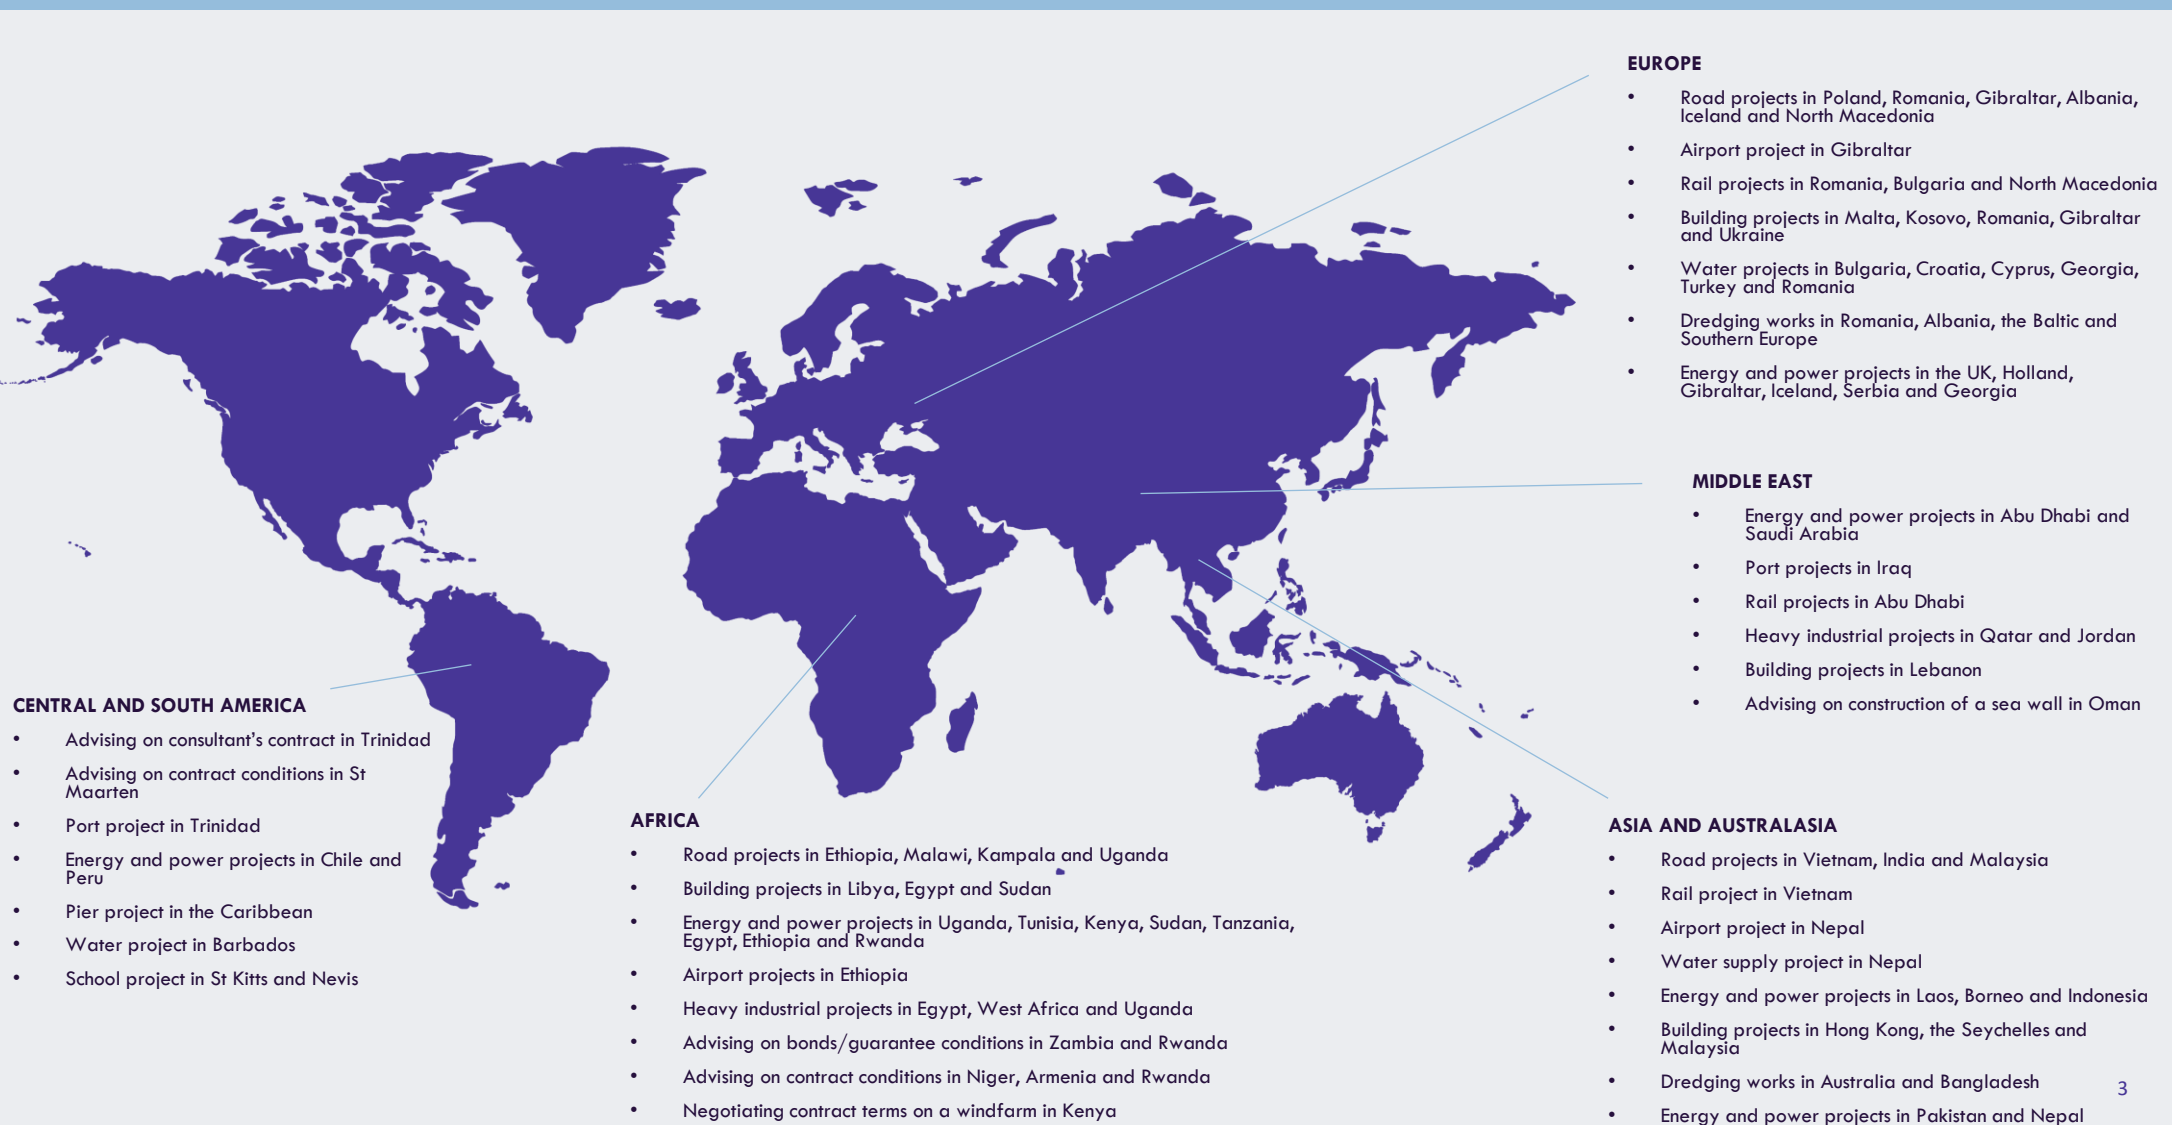 EUROPE
• Road projects in Poland, Romania, Gibraltar, Albania,
Iceland and North Macedonia
• Airport project in Gibraltar
• Rail projects in Romania, Bulgaria and North Macedonia
• Building projects in Malta, Kosovo, Romania, Gibraltar
and Ukraine
• Water projects in Bulgaria, Croatia, Cyprus, Georgia,
Turkey and Romania
• Dredging works in Romania, Albania, the Baltic and
Southern Europe
• Energy and power projects in the UK, Holland,
Gibraltar, Iceland, Serbia and Georgia
MIDDLE EAST
• Energy and power projects in Abu Dhabi and
Saudi Arabia
• Port projects in Iraq
• Rail projects in Abu Dhabi
• Heavy industrial projects in Qatar and Jordan
• Building projects in Lebanon
• Advising on construction of a sea wall in Oman
CENTRAL AND SOUTH AMERICA
• Advising on consultant's contract in Trinidad
• Advising on contract conditions in St
Maarten
• Port project in Trinidad
• Energy and power projects in Chile and
Peru
• Pier project in the Caribbean
• Water project in Barbados
• School project in St Kitts and Nevis
AFRICA
• Road projects in Ethiopia, Malawi, Kampala and Uganda
• Building projects in Libya, Egypt and Sudan
• Energy and power projects in Uganda, Tunisia, Kenya, Sudan, Tanzania,
Egypt, Ethiopia and Rwanda
• Airport projects in Ethiopia
• Heavy industrial projects in Egypt, West Africa and Uganda
• Advising on bonds/guarantee conditions in Zambia and Rwanda
• Advising on contract conditions in Niger, Armenia and Rwanda
• Negotiating contract terms on a windfarm in Kenya
ASIA AND AUSTRALASIA
• Road projects in Vietnam, India and Malaysia
• Rail project in Vietnam
• Airport project in Nepal
• Water supply project in Nepal
• Energy and power projects in Laos, Borneo and Indonesia
• Building projects in Hong Kong, the Seychelles and
Malaysia
• Dredging works in Australia and Bangladesh
• Energy and power projects in Pakistan and Nepal
3